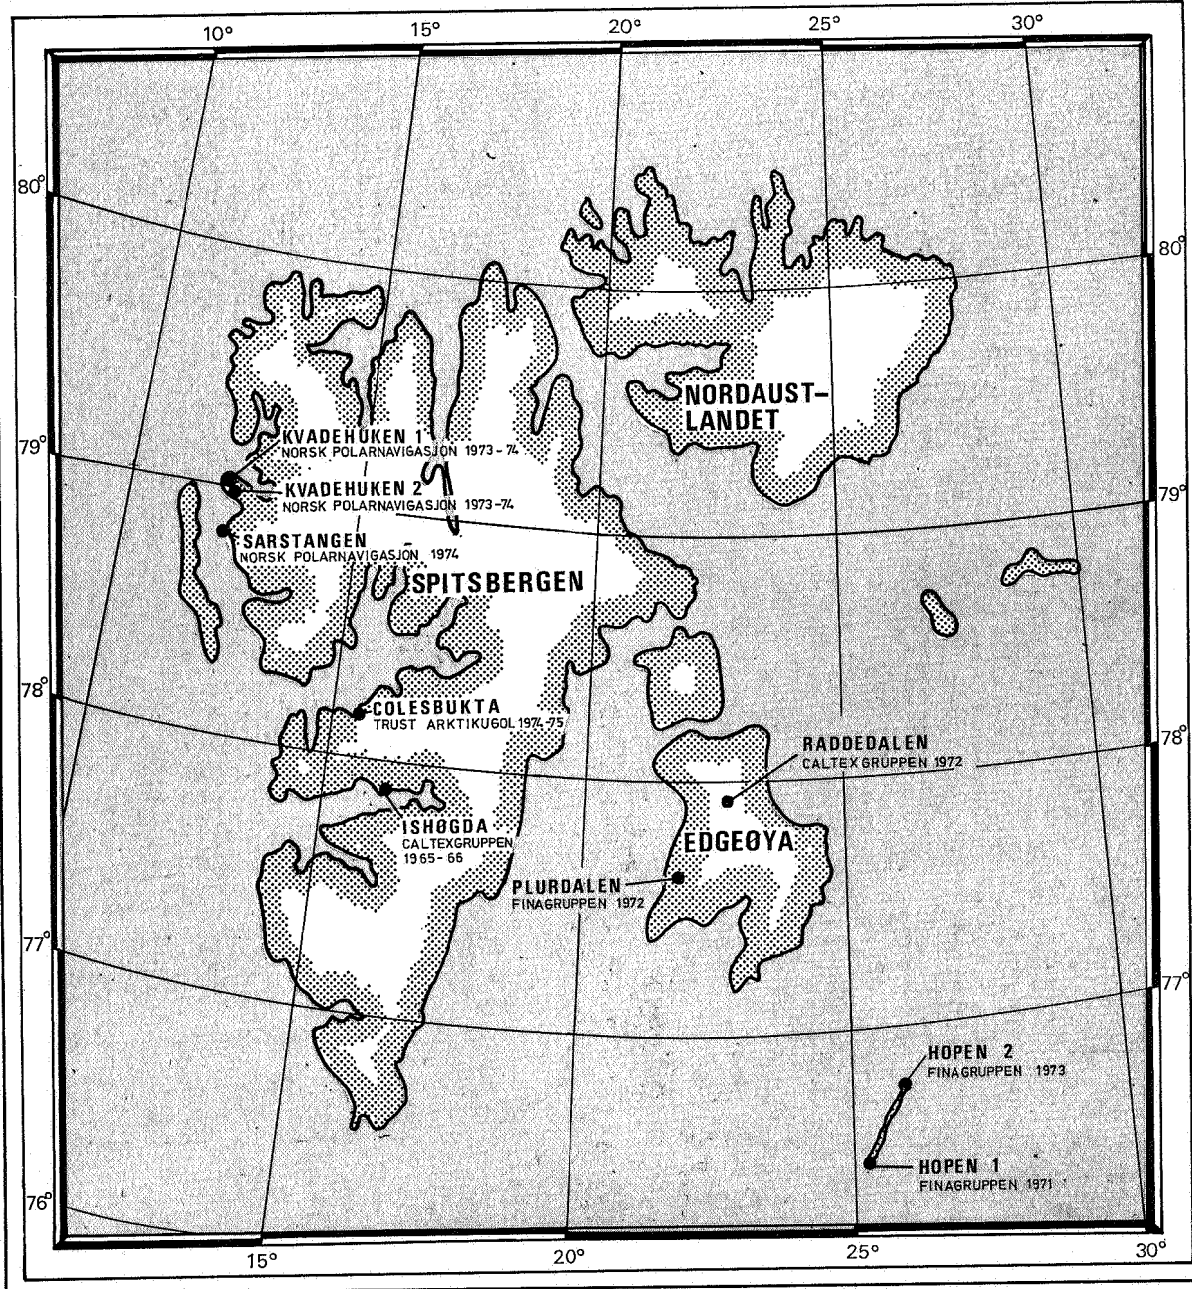 10° 15° 20° 25° 30°
80°
80°
NORDAUST-
LANDET
79°
KVADEHUKEN 1
NORSK POLARNAVIGASJON 1973-74
KVADEHUKEN 2
NORSK POLARNAVIGASJON 1973-74
79°
SARSTANGEN
NORSK POLARNAVIGASJON 1974
SPITSBERGEN
78°
COLESBUKTA
TRUST ARKTIKUGOL 1974-75
78°
RADDEDALEN
CALTEXGRUPPEN 1972
ISHØGDA
CALTEXGRUPPEN
1965-66
EDGEØYA
PLURDALEN
FINAGRUPPEN 1972
77°
77°
HOPEN 2
FINAGRUPPEN 1973
HOPEN 1
FINAGRUPPEN 1971
76°
15° 20° 25° 30°